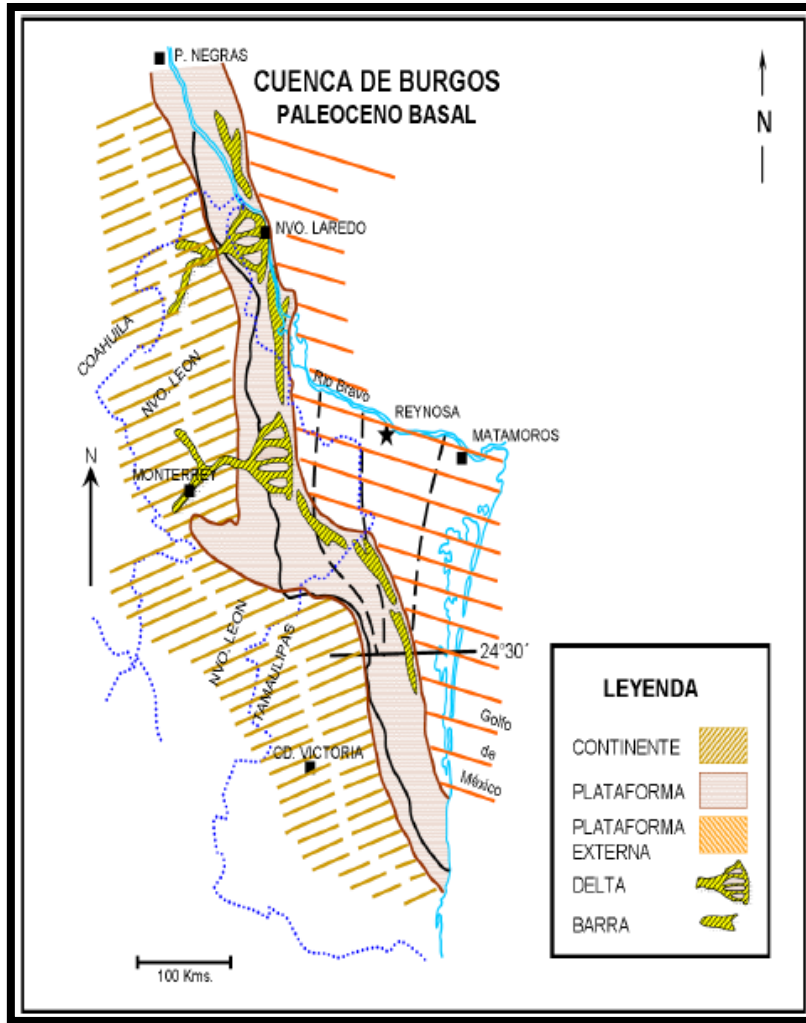 P. NEGRAS
CUENCA DE BURGOS
PALEOCENO BASAL
N
NVO. LAREDO
COAHUILA
NVO. LEON
Rio Bravo
REYNOSA
MATAMOROS
N
MONTERREY
NVO. LEON
TAMAULIPAS
24°30´
CD. VICTORIA
Golfo
de
México
LEYENDA
CONTINENTE
PLATAFORMA
PLATAFORMA
EXTERNA
DELTA
BARRA
100 Kms.